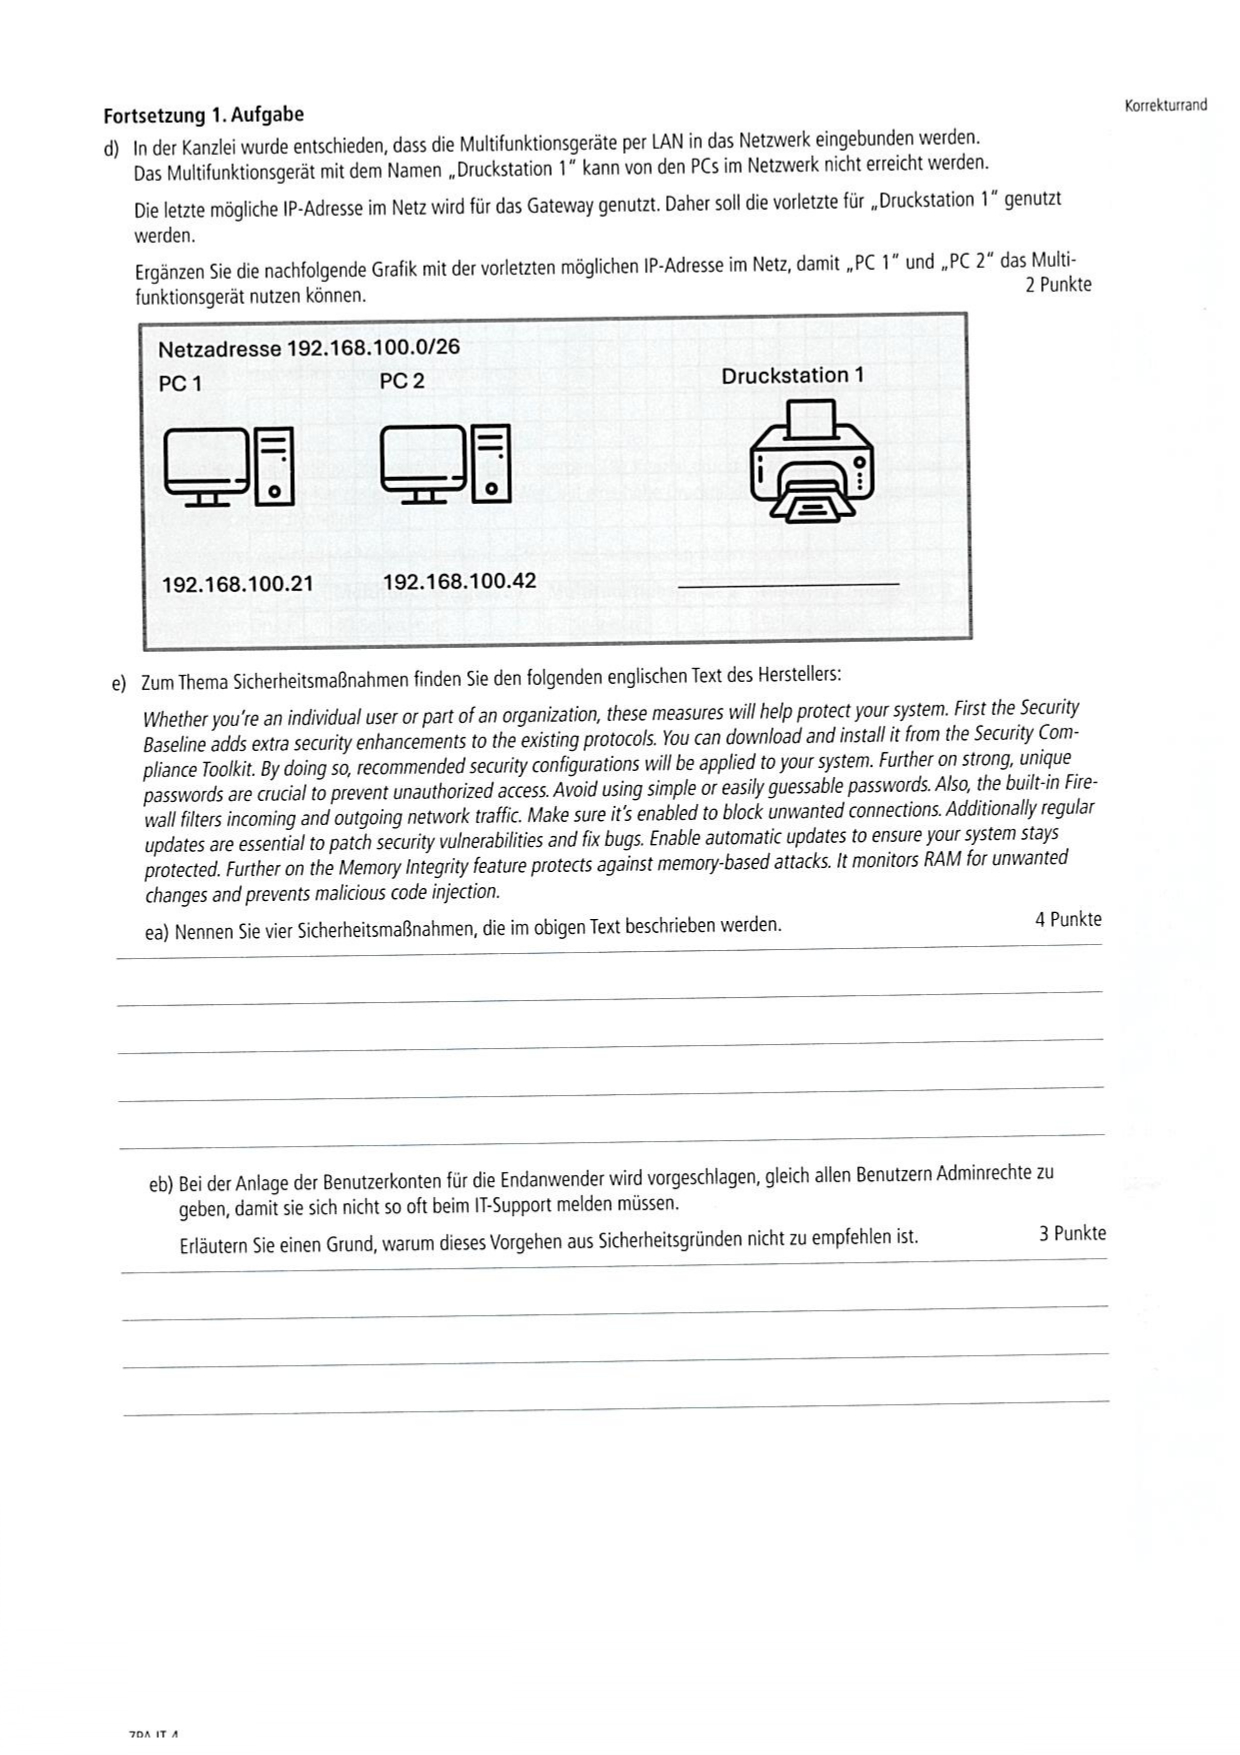 Korrekturrand
Fortsetzung 1. Aufgabe
d) In der Kanzlei wurde entschieden, dass die Multifunktionsgeräte per LAN in das Netzwerk eingebunden werden.
Das Multifunktionsgerät mit dem Namen „Druckstation 1“ kann von den PCs im Netzwerk nicht erreicht werden.
Die letzte mögliche IP-Adresse im Netz wird für das Gateway genutzt. Daher soll die vorletzte für „Druckstation 1“ genutzt
werden.
Ergänzen Sie die nachfolgende Grafik mit der vorletzten möglichen IP-Adresse im Netz, damit „PC 1“ und „PC 2“ das Multi-
funktionsgerät nutzen können. 2 Punkte
Netzadresse 192.168.100.0/26
PC 1 PC 2 Druckstation 1
192.168.100.21 192.168.100.42
e) Zum Thema Sicherheitsmaßnahmen finden Sie den folgenden englischen Text des Herstellers:
Whether you’re an individual user or part of an organization, these measures will help protect your system. First the Security
Baseline adds extra security enhancements to the existing protocols. You can download and install it from the Security Com-
pliance Toolkit. By doing so, recommended security configurations will be applied to your system. Further on strong, unique
passwords are crucial to prevent unauthorized access. Avoid using simple or easily guessable passwords. Also, the built-in Fire-
wall filters incoming and outgoing network traffic. Make sure it’s enabled to block unwanted connections. Additionally regular
updates are essential to patch security vulnerabilities and fix bugs. Enable automatic updates to ensure your system stays
protected. Further on the Memory Integrity feature protects against memory-based attacks. It monitors RAM for unwanted
changes and prevents malicious code injection.
ea) Nennen Sie vier Sicherheitsmaßnahmen, die im obigen Text beschrieben werden. 4 Punkte
eb) Bei der Anlage der Benutzerkonten für die Endanwender wird vorgeschlagen, gleich allen Benutzern Adminrechte zu
geben, damit sie sich nicht so oft beim IT-Support melden müssen.
Erläutern Sie einen Grund, warum dieses Vorgehen aus Sicherheitsgründen nicht zu empfehlen ist. 3 Punkte